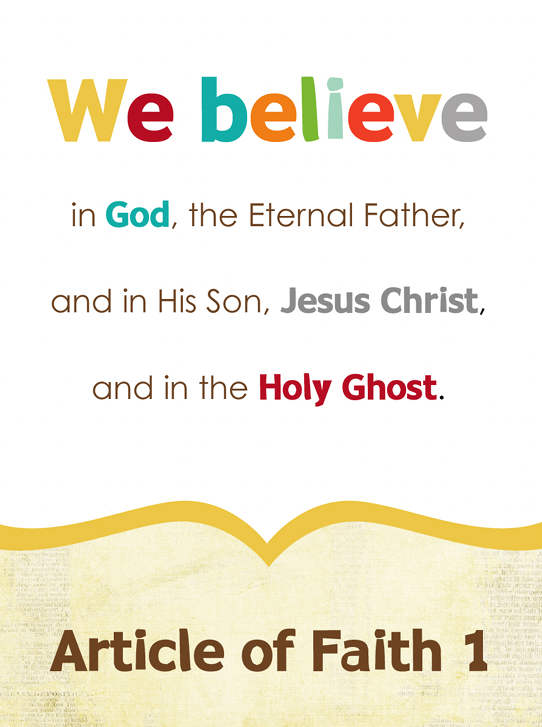 We believe
in God, the Eternal Father,
and in His Son, Jesus Christ,
and in the Holy Ghost.
Article of Faith 1